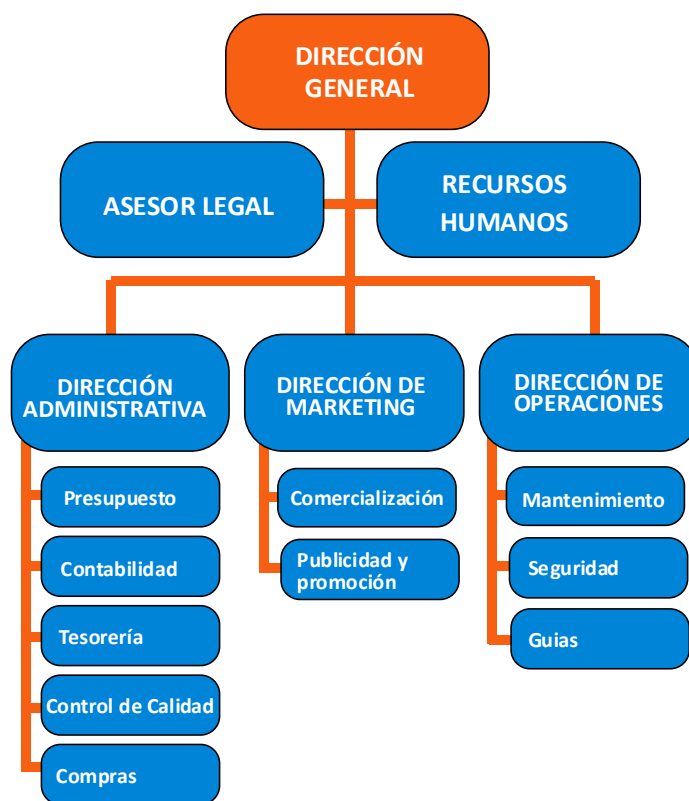 DIRECCIÓN
GENERAL
ASESOR LEGAL
RECURSOS
HUMANOS
DIRECCIÓN
ADMINISTRATIVA
Presupuesto
Contabilidad
Tesorería
Control de Calidad
Compras
DIRECCIÓN DE
MARKETING
Comercialización
Publicidad y
promoción
DIRECCIÓN DE
OPERACIONES
Mantenimiento
Seguridad
Guias